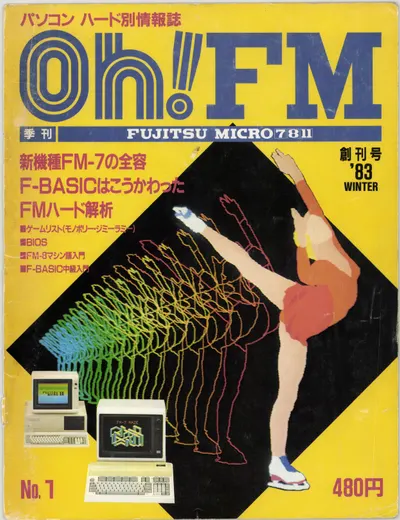 パソコン ハード別情報誌
Oh!FM
季刊
FUJITSU MICRO 7 8 11
創刊号
'83
WINTER
新機種FM-7の全容
F-BASICはこうかわった
FMハード解析
■ゲームリスト(モノポリージミーラミー)
■BIOS
■FM-8マシン語入門
■F-BASIC中級入門
No.1
480円